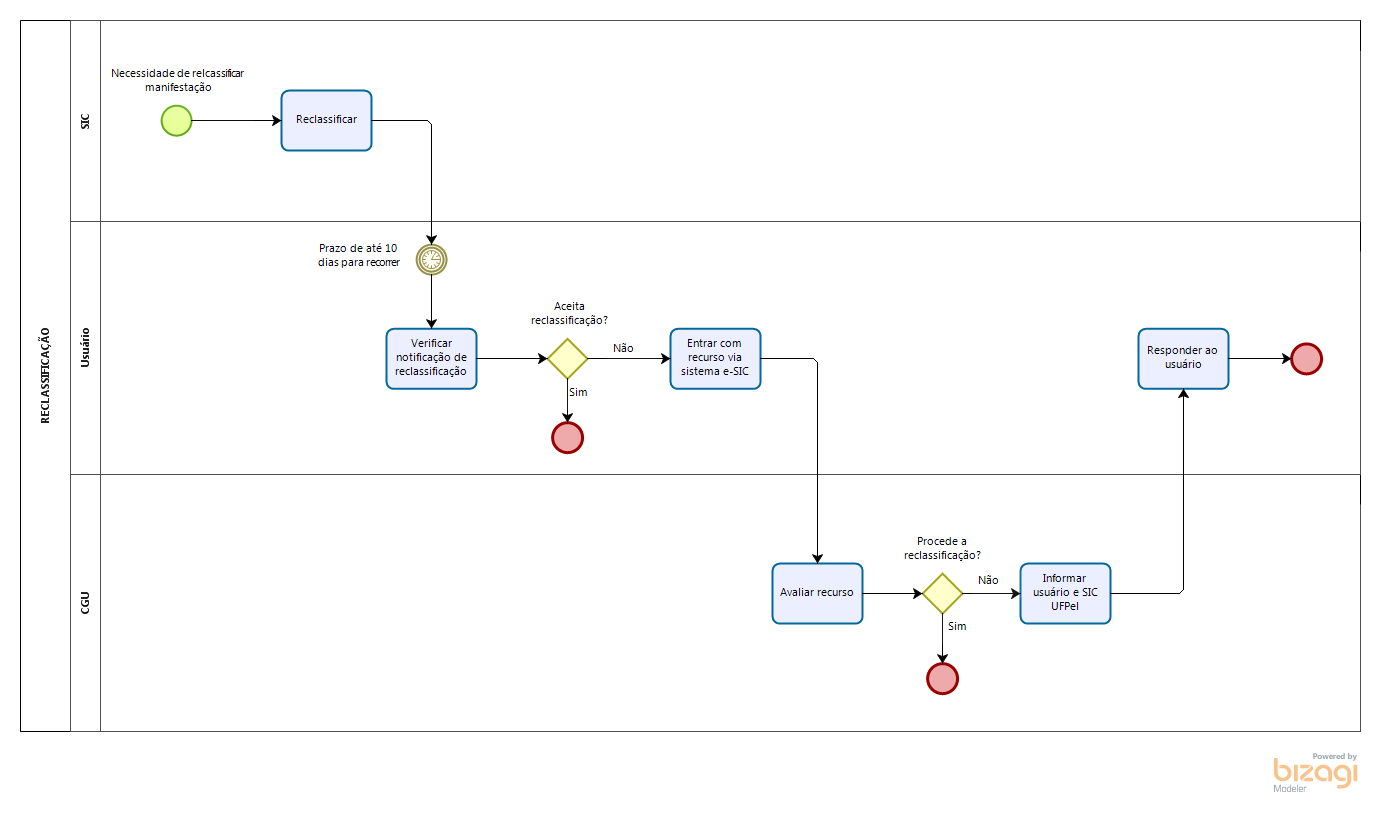 RECLASSIFICAÇÃO
SIC
Necessidade de relcassificar
manifestação
Reclassificar
Usuário
Prazo de até 10
dias para recorrer
Verificar
notificação de
reclassificação
Aceita
reclassificação?
Não
Sim
Entrar com
recurso via
sistema e-SIC
Responder ao
usuário
CGU
Avaliar recurso
Procede a
reclassificação?
Não
Sim
Informar
usuário e SIC
UFPel
Powered by
bizagi
Modeler